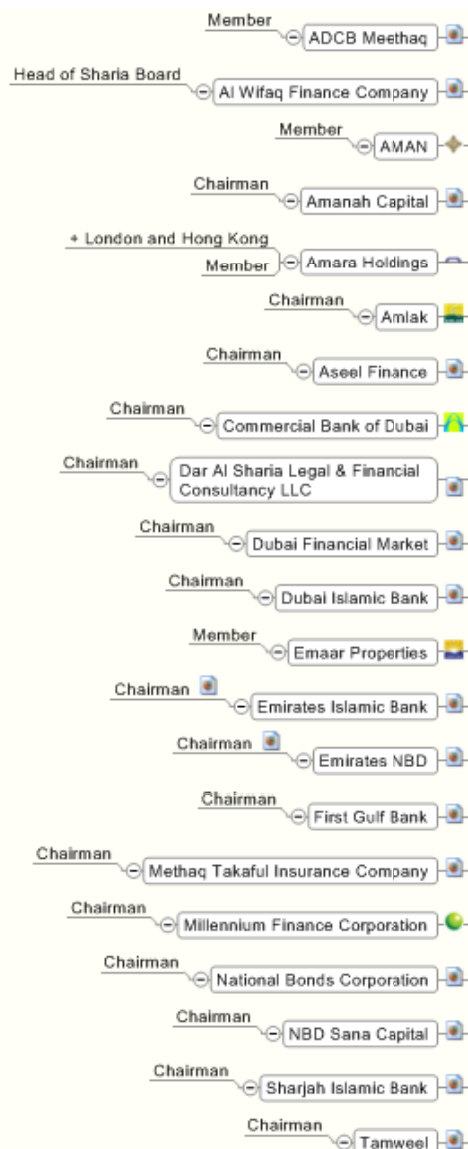 Member
ADCB Meethaq
Head of Sharia Board
Al Wifaq Finance Company
Member
AMAN
Chairman
Amanah Capital
+ London and Hong Kong
Member
Amara Holdings
Chairman
Amlak
Chairman
Aseel Finance
Chairman
Commercial Bank of Dubai
Chairman
Dar Al Sharia Legal & Financial
Consultancy LLC
Chairman
Dubai Financial Market
Chairman
Dubai Islamic Bank
Member
Emaar Properties
Chairman
Emirates Islamic Bank
Chairman
Emirates NBD
Chairman
First Gulf Bank
Chairman
Methaq Takaful Insurance Company
Chairman
Millennium Finance Corporation
Chairman
National Bonds Corporation
Chairman
NBD Sana Capital
Chairman
Sharjah Islamic Bank
Chairman
Tamweel